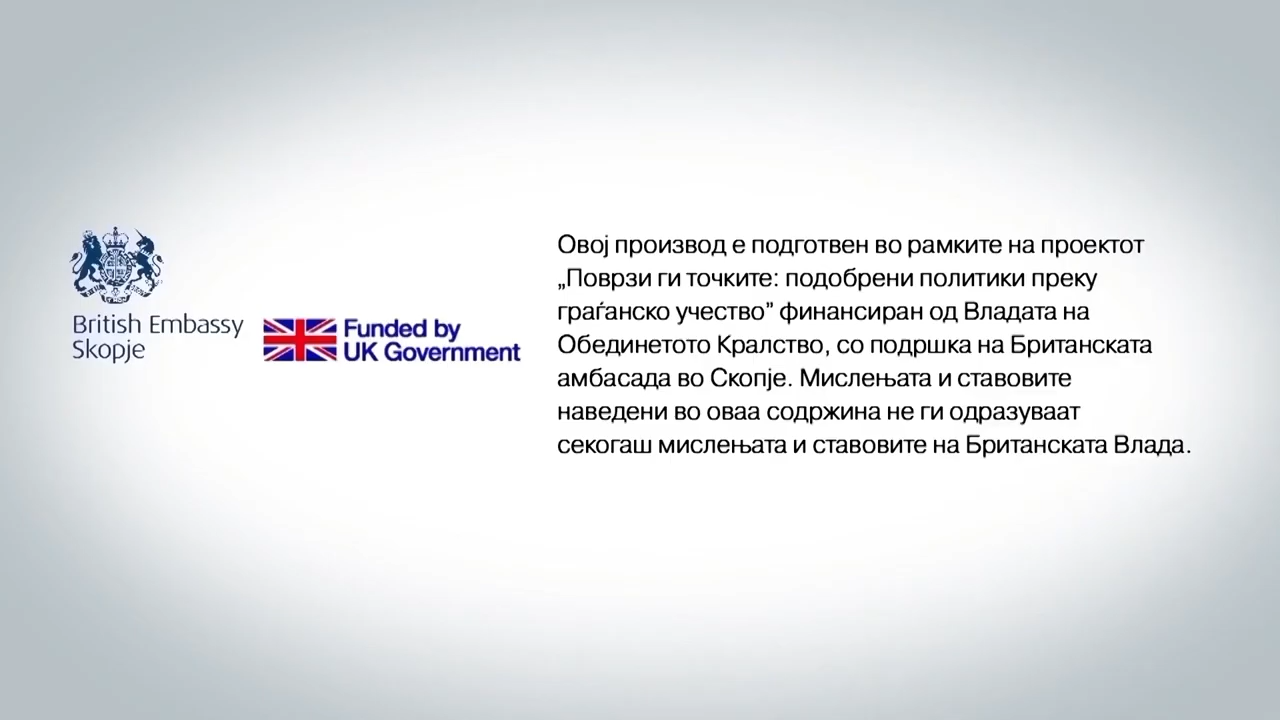 British Embassy
Skopje
Funded by
UK Government
Овој производ е подготвен во рамките на проектот
„Поврзи ги точките: подобрени политики преку
граѓанско учество” финансиран од Владата на
Обединетото Кралство, со подршка на Британската
амбасада во Скопје. Мислењата и ставовите
наведени во оваа содржина не ги одразуваат
секогаш мислењата и ставовите на Британската Влада.